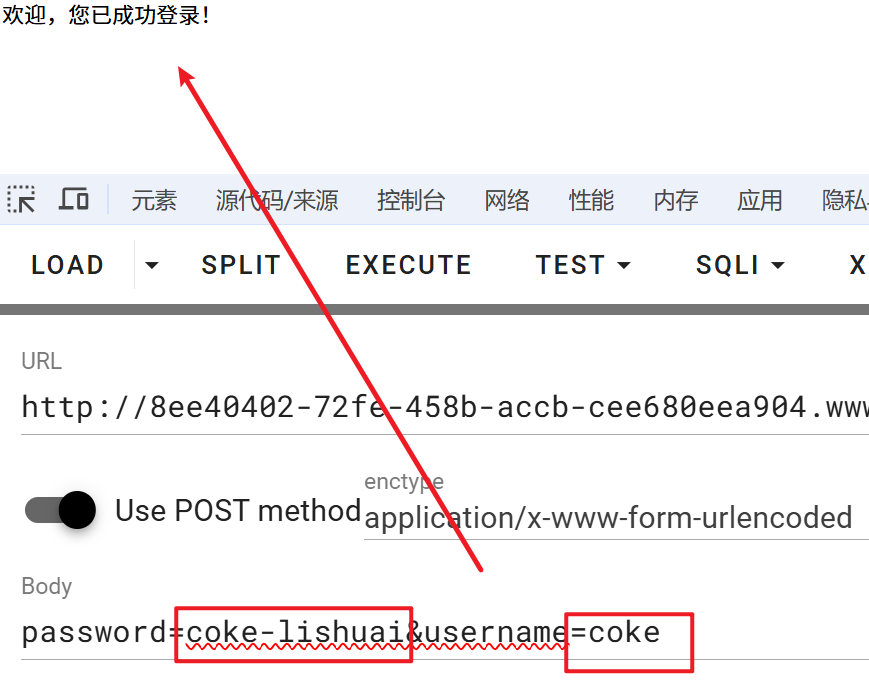 欢迎，您已成功登录！
元素 源代码/来源 控制台 网络 性能 内存 应用 隐私
LOAD SPLIT EXECUTE TEST SQLI X
URL
http://8ee40402-72fe-458b-accb-cee680eea904.www
Use POST method
enctype
application/x-www-form-urlencoded
Body
password=coke-lishuai&username=coke